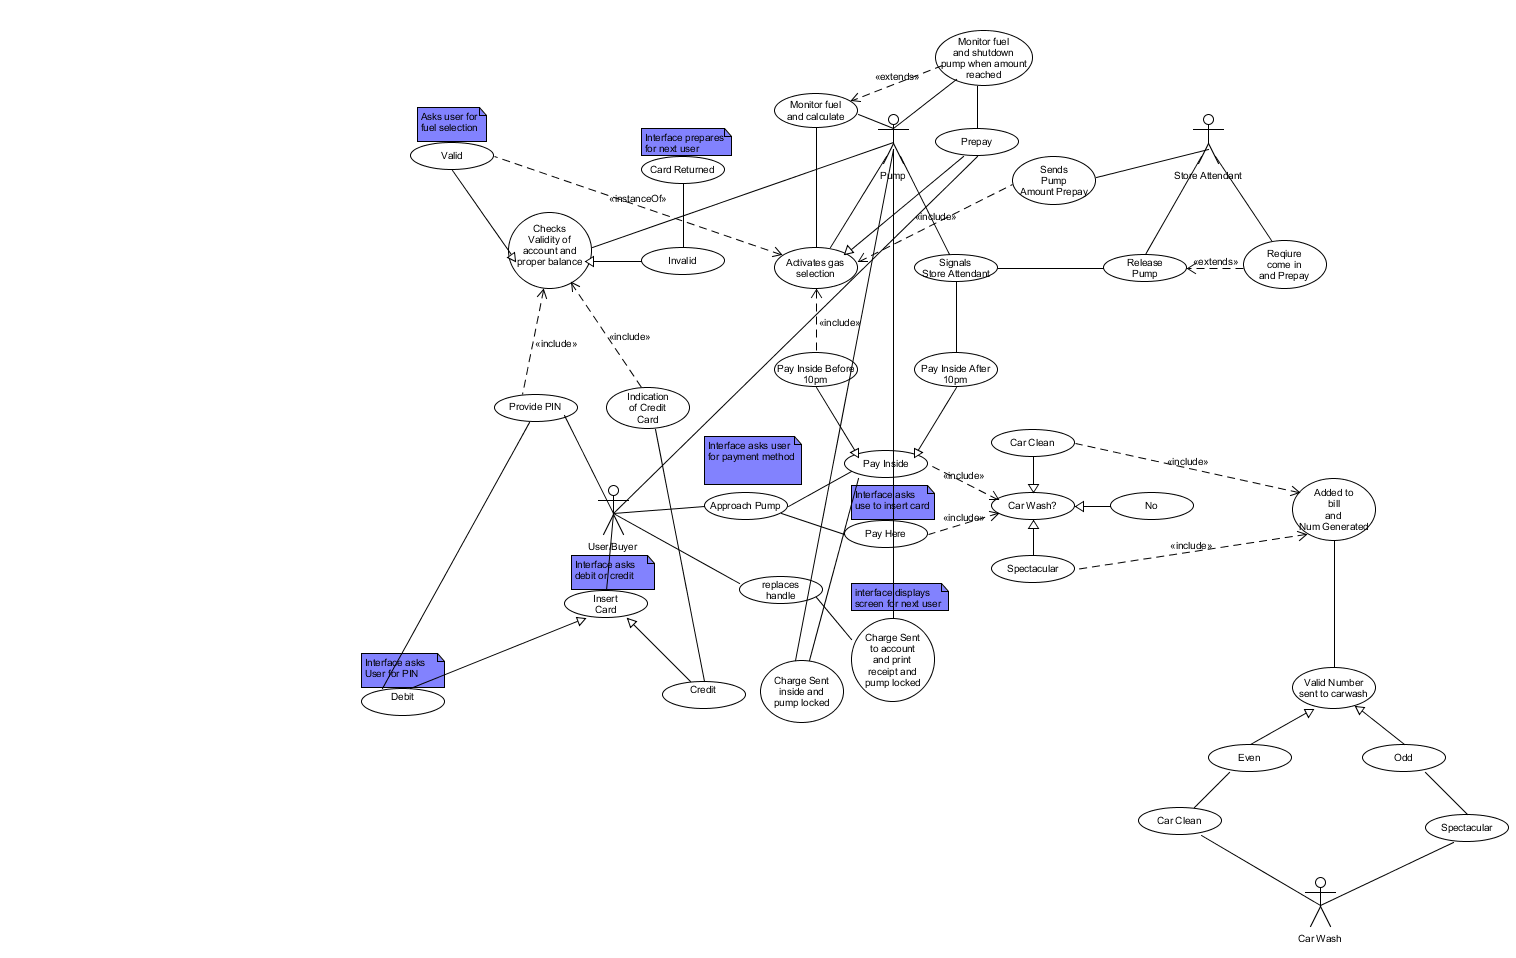 Monitor fuel
and shutdown
pump when amount
reached
«extends»
Monitor fuel
and calculate
Asks user for
fuel selection
Valid
Interface prepares
for next user
Card Returned
Prepay
Pump
Sends
Pump
Amount Prepay
Store Attendant
«instanceOf»
«include»
Checks
Validity of
account and
proper balance
Invalid
Activates gas
selection
Signals
Store Attendant
Release
Pump
«extends»
Reqiure
come in
and Prepay
«include»
«include»
«include»
Pay Inside Before
10pm
Pay Inside After
10pm
Provide PIN
Indication
of Credit
Card
Interface asks user
for payment method
Car Clean
Pay Inside
«include»
«include»
Approach Pump
Interface asks
use to insert card
Car Wash?
No
Added to
bill
and
Num Generated
«include»
Pay Here
User/Buyer
«include»
Interface asks
debit or credit
Spectacular
Insert
Card
replaces
handle
interface displays
screen for next user
Charge Sent
to account
and print
receipt and
pump locked
Interface asks
User for PIN
Debit
Credit
Charge Sent
inside and
pump locked
Valid Number
sent to carwash
Even
Odd
Car Clean
Spectacular
Car Wash